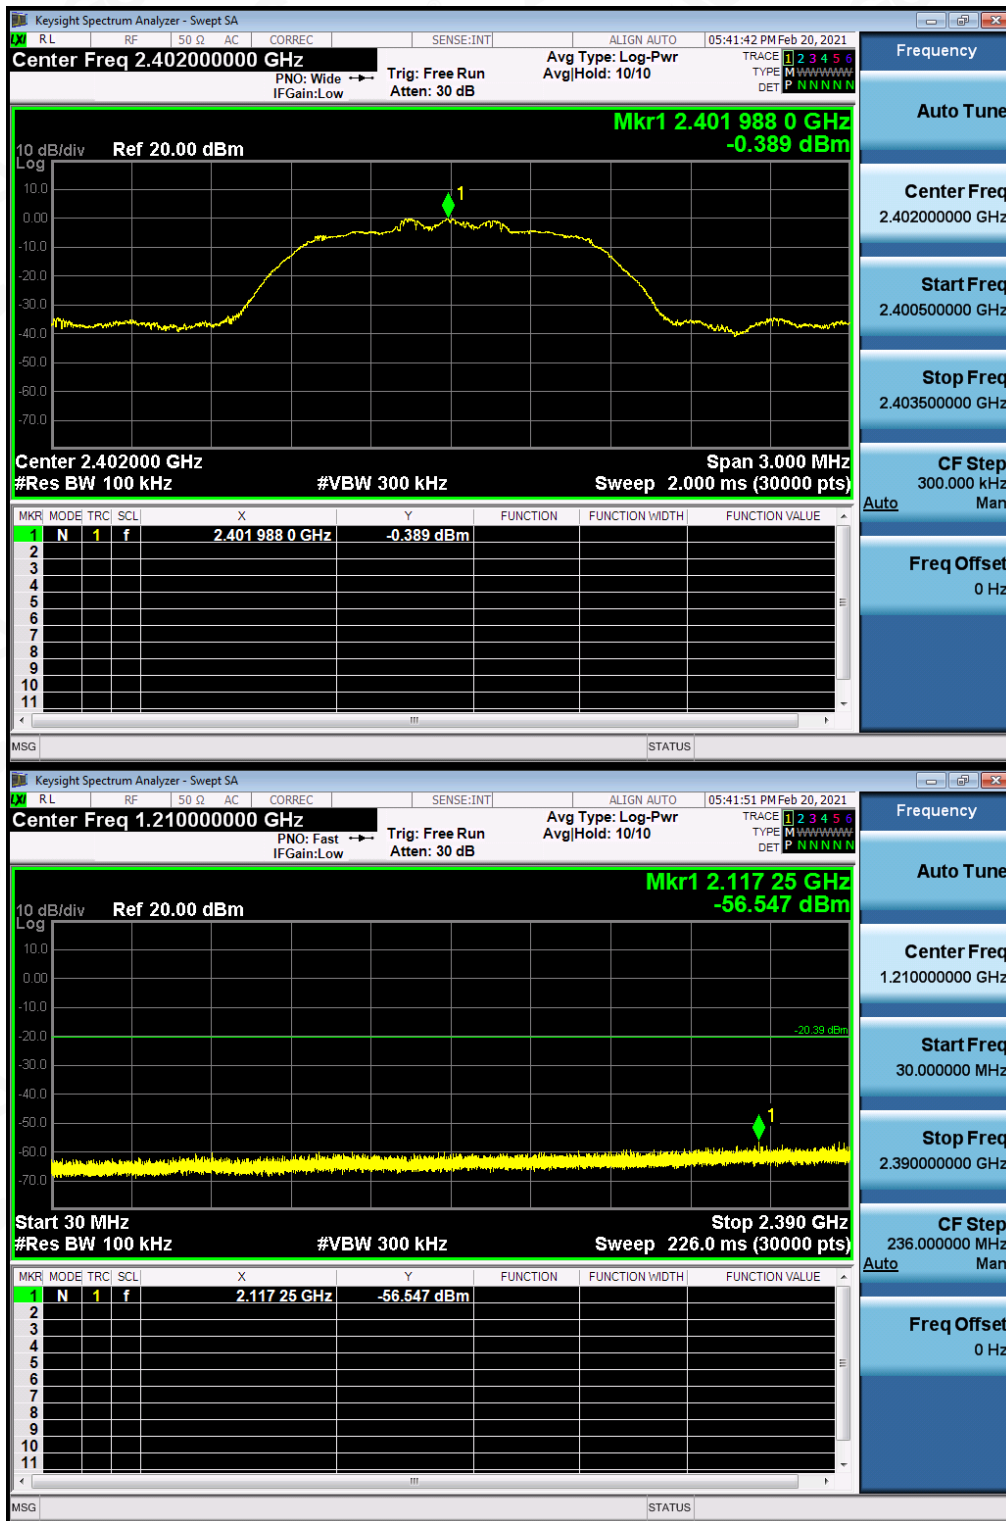 Keysight Spectrum Analyzer - Swept SA
LXI RL RF 50 Ω AC CORREC SENSE:INT ALIGN AUTO 05:41:42 PM Feb 20, 2021
Center Freq 2.402000000 GHz
PNO: Wide
IFGain:Low
Trig: Free Run
Atten: 30 dB
Avg Type: Log-Pwr
Avg|Hold: 10/10
TRACE 1 2 3 4 5 6
TYPE M W W W W W
DET P N N N N N
Mkr1 2.401 988 0 GHz
-0.389 dBm
10 dB/div Ref 20.00 dBm
Log
10.0
0.00
-10.0
-20.0
-30.0
-40.0
-50.0
-60.0
-70.0
1
Center 2.402000 GHz Span 3.000 MHz
#Res BW 100 kHz #VBW 300 kHz Sweep 2.000 ms (30000 pts)
MKR MODE TRC SCL X Y FUNCTION FUNCTION WIDTH FUNCTION VALUE
1 N 1 f 2.401 988 0 GHz -0.389 dBm
2
3
4
5
6
7
8
9
10
11
MSG STATUS
Frequency
Auto Tune
Center Freq
2.402000000 GHz
Start Freq
2.400500000 GHz
Stop Freq
2.403500000 GHz
CF Step
300.000 kHz
Auto Man
Freq Offset
0 Hz
Keysight Spectrum Analyzer - Swept SA
LXI RL RF 50 Ω AC CORREC SENSE:INT ALIGN AUTO 05:41:51 PM Feb 20, 2021
Center Freq 1.210000000 GHz
PNO: Fast
IFGain:Low
Trig: Free Run
Atten: 30 dB
Avg Type: Log-Pwr
Avg|Hold: 10/10
TRACE 1 2 3 4 5 6
TYPE M W W W W W
DET P N N N N N
Mkr1 2.117 25 GHz
-56.547 dBm
10 dB/div Ref 20.00 dBm
Log
10.0
0.00
-10.0
-20.0
-30.0
-40.0
-50.0
-60.0
-70.0
-20.39 dBm
1
Start 30 MHz Stop 2.390 GHz
#Res BW 100 kHz #VBW 300 kHz Sweep 226.0 ms (30000 pts)
MKR MODE TRC SCL X Y FUNCTION FUNCTION WIDTH FUNCTION VALUE
1 N 1 f 2.117 25 GHz -56.547 dBm
2
3
4
5
6
7
8
9
10
11
MSG STATUS
Frequency
Auto Tune
Center Freq
1.210000000 GHz
Start Freq
30.000000 MHz
Stop Freq
2.390000000 GHz
CF Step
236.000000 MHz
Auto Man
Freq Offset
0 Hz